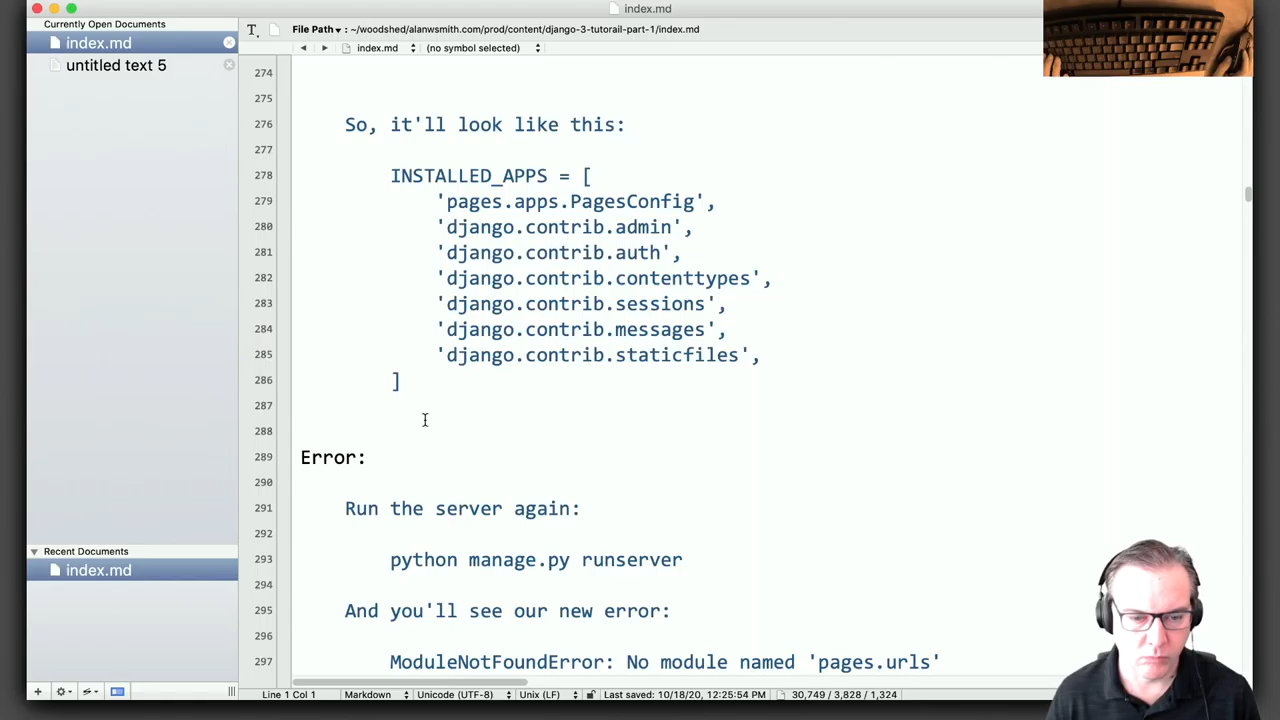 index.md
Currently Open Documents
index.md
untitled text 5
File Path ▾ : ~/woodshed/alanwsmith.com/prod/content/django-3-tutorail-part-1/index.md
index.md
(no symbol selected)
274
275
276 So, it'll look like this:
277
278 INSTALLED_APPS = [
279 'pages.apps.PagesConfig',
280 'django.contrib.admin',
281 'django.contrib.auth',
282 'django.contrib.contenttypes',
283 'django.contrib.sessions',
284 'django.contrib.messages',
285 'django.contrib.staticfiles',
286 ]
287
288
289 Error:
290
291 Run the server again:
292
293 python manage.py runserver
294
295 And you'll see our new error:
296
297 ModuleNotFoundError: No module named 'pages.urls'
Recent Documents
index.md
Line 1 Col 1
Markdown
Unicode (UTF-8)
Unix (LF)
Last saved: 10/18/20, 12:25:54 PM
30,749 / 3,828 / 1,324